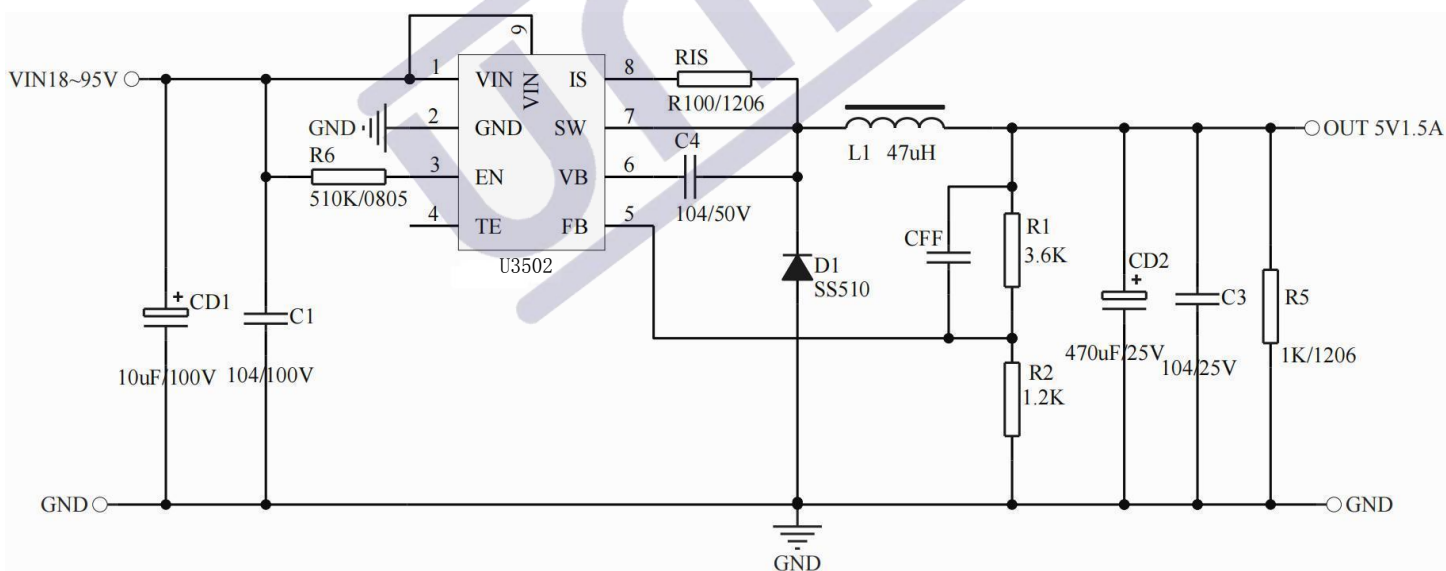 VIN18~95V
9
1
VIN
VIN
IS
8
RIS
R100/1206
GND
2
GND
SW
7
L1 47uH
OUT 5V1.5A
R6
510K/0805
3
EN
VB
6
C4
104/50V
4
TE
FB
5
U3502
CFF
R1
3.6K
D1
SS510
+
CD1
10uF/100V
C1
104/100V
CD2
+
470uF/25V
C3
104/25V
R5
1K/1206
R2
1.2K
GND
GND
GND